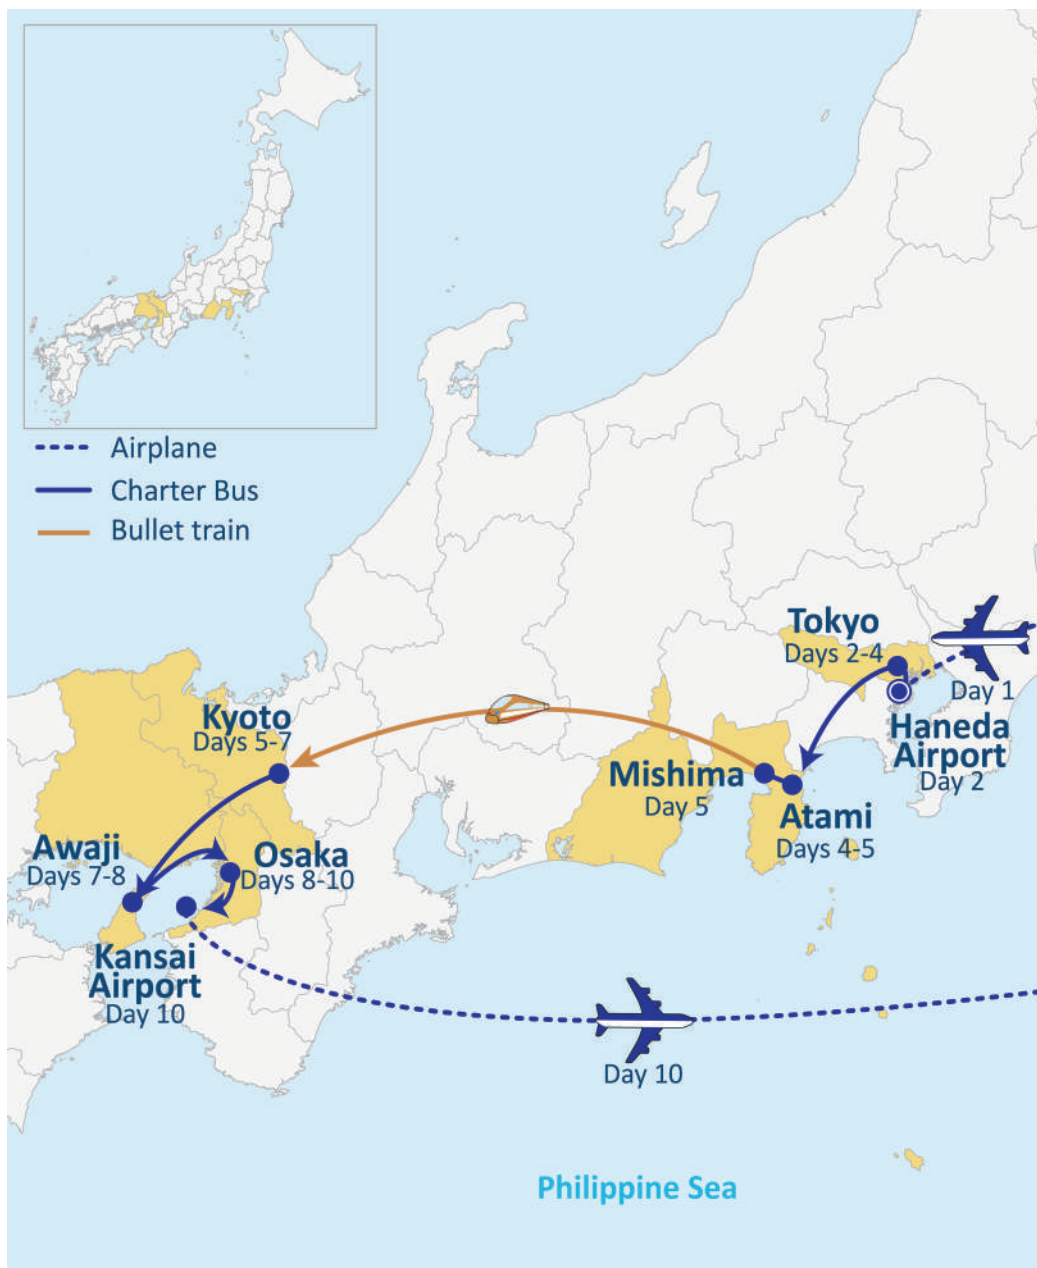 Airplane
Charter Bus
Bullet train
Tokyo
Days 2-4
Day 1
Haneda
Airport
Day 2
Kyoto
Days 5-7
Mishima
Day 5
Atami
Days 4-5
Awaji
Days 7-8
Osaka
Days 8-10
Kansai
Airport
Day 10
Day 10
Philippine Sea